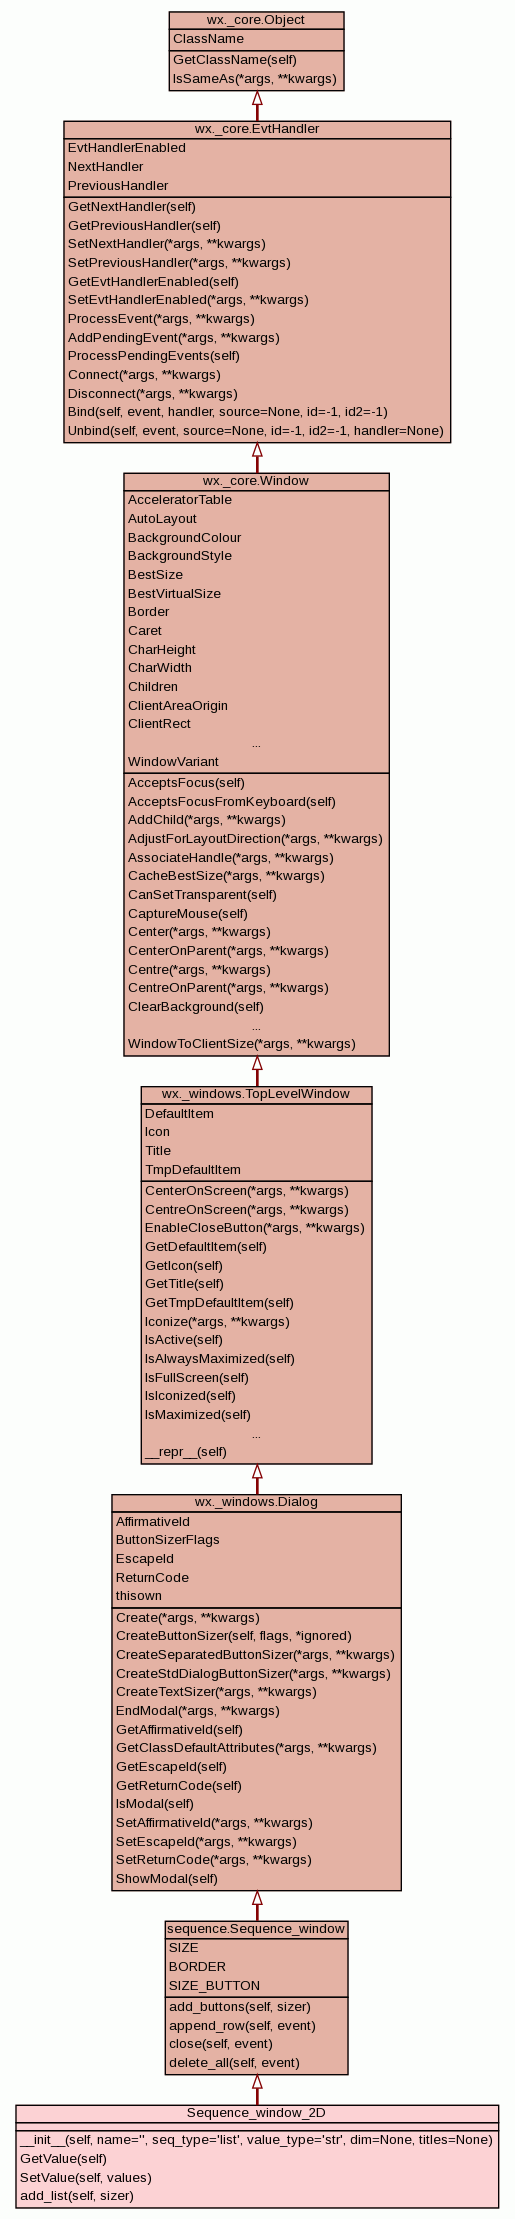 wx._core.Object
ClassName
GetClassName(self)
IsSameAs(*args, **kwargs)
wx._core.EvtHandler
EvtHandlerEnabled
NextHandler
PreviousHandler
GetNextHandler(self)
GetPreviousHandler(self)
SetNextHandler(*args, **kwargs)
SetPreviousHandler(*args, **kwargs)
GetEvtHandlerEnabled(self)
SetEvtHandlerEnabled(*args, **kwargs)
ProcessEvent(*args, **kwargs)
AddPendingEvent(*args, **kwargs)
ProcessPendingEvents(self)
Connect(*args, **kwargs)
Disconnect(*args, **kwargs)
Bind(self, event, handler, source=None, id=-1, id2=-1)
Unbind(self, event, source=None, id=-1, id2=-1, handler=None)
wx._core.Window
AcceleratorTable
AutoLayout
BackgroundColour
BackgroundStyle
BestSize
BestVirtualSize
Border
Caret
CharHeight
CharWidth
Children
ClientAreaOrigin
ClientRect
...
WindowVariant
AcceptsFocus(self)
AcceptsFocusFromKeyboard(self)
AddChild(*args, **kwargs)
AdjustForLayoutDirection(*args, **kwargs)
AssociateHandle(*args, **kwargs)
CacheBestSize(*args, **kwargs)
CanSetTransparent(self)
CaptureMouse(self)
Center(*args, **kwargs)
CenterOnParent(*args, **kwargs)
Centre(*args, **kwargs)
CentreOnParent(*args, **kwargs)
ClearBackground(self)
...
WindowToClientSize(*args, **kwargs)
wx._windows.TopLevelWindow
DefaultItem
Icon
Title
TmpDefaultItem
CenterOnScreen(*args, **kwargs)
CentreOnScreen(*args, **kwargs)
EnableCloseButton(*args, **kwargs)
GetDefaultItem(self)
GetIcon(self)
GetTitle(self)
GetTmpDefaultItem(self)
Iconize(*args, **kwargs)
IsActive(self)
IsAlwaysMaximized(self)
IsFullScreen(self)
IsIconized(self)
IsMaximized(self)
...
__repr__(self)
wx._windows.Dialog
AffirmativeId
ButtonSizerFlags
EscapeId
ReturnCode
thisown
Create(*args, **kwargs)
CreateButtonSizer(self, flags, *ignored)
CreateSeparatedButtonSizer(*args, **kwargs)
CreateStdDialogButtonSizer(*args, **kwargs)
CreateTextSizer(*args, **kwargs)
EndModal(*args, **kwargs)
GetAffirmativeId(self)
GetClassDefaultAttributes(*args, **kwargs)
GetEscapeId(self)
GetReturnCode(self)
IsModal(self)
SetAffirmativeId(*args, **kwargs)
SetEscapeId(*args, **kwargs)
SetReturnCode(*args, **kwargs)
ShowModal(self)
sequence.Sequence_window
SIZE
BORDER
SIZE_BUTTON
add_buttons(self, sizer)
append_row(self, event)
close(self, event)
delete_all(self, event)
Sequence_window_2D
__init__(self, name='', seq_type='list', value_type='str', dim=None, titles=None)
GetValue(self)
SetValue(self, values)
add_list(self, sizer)